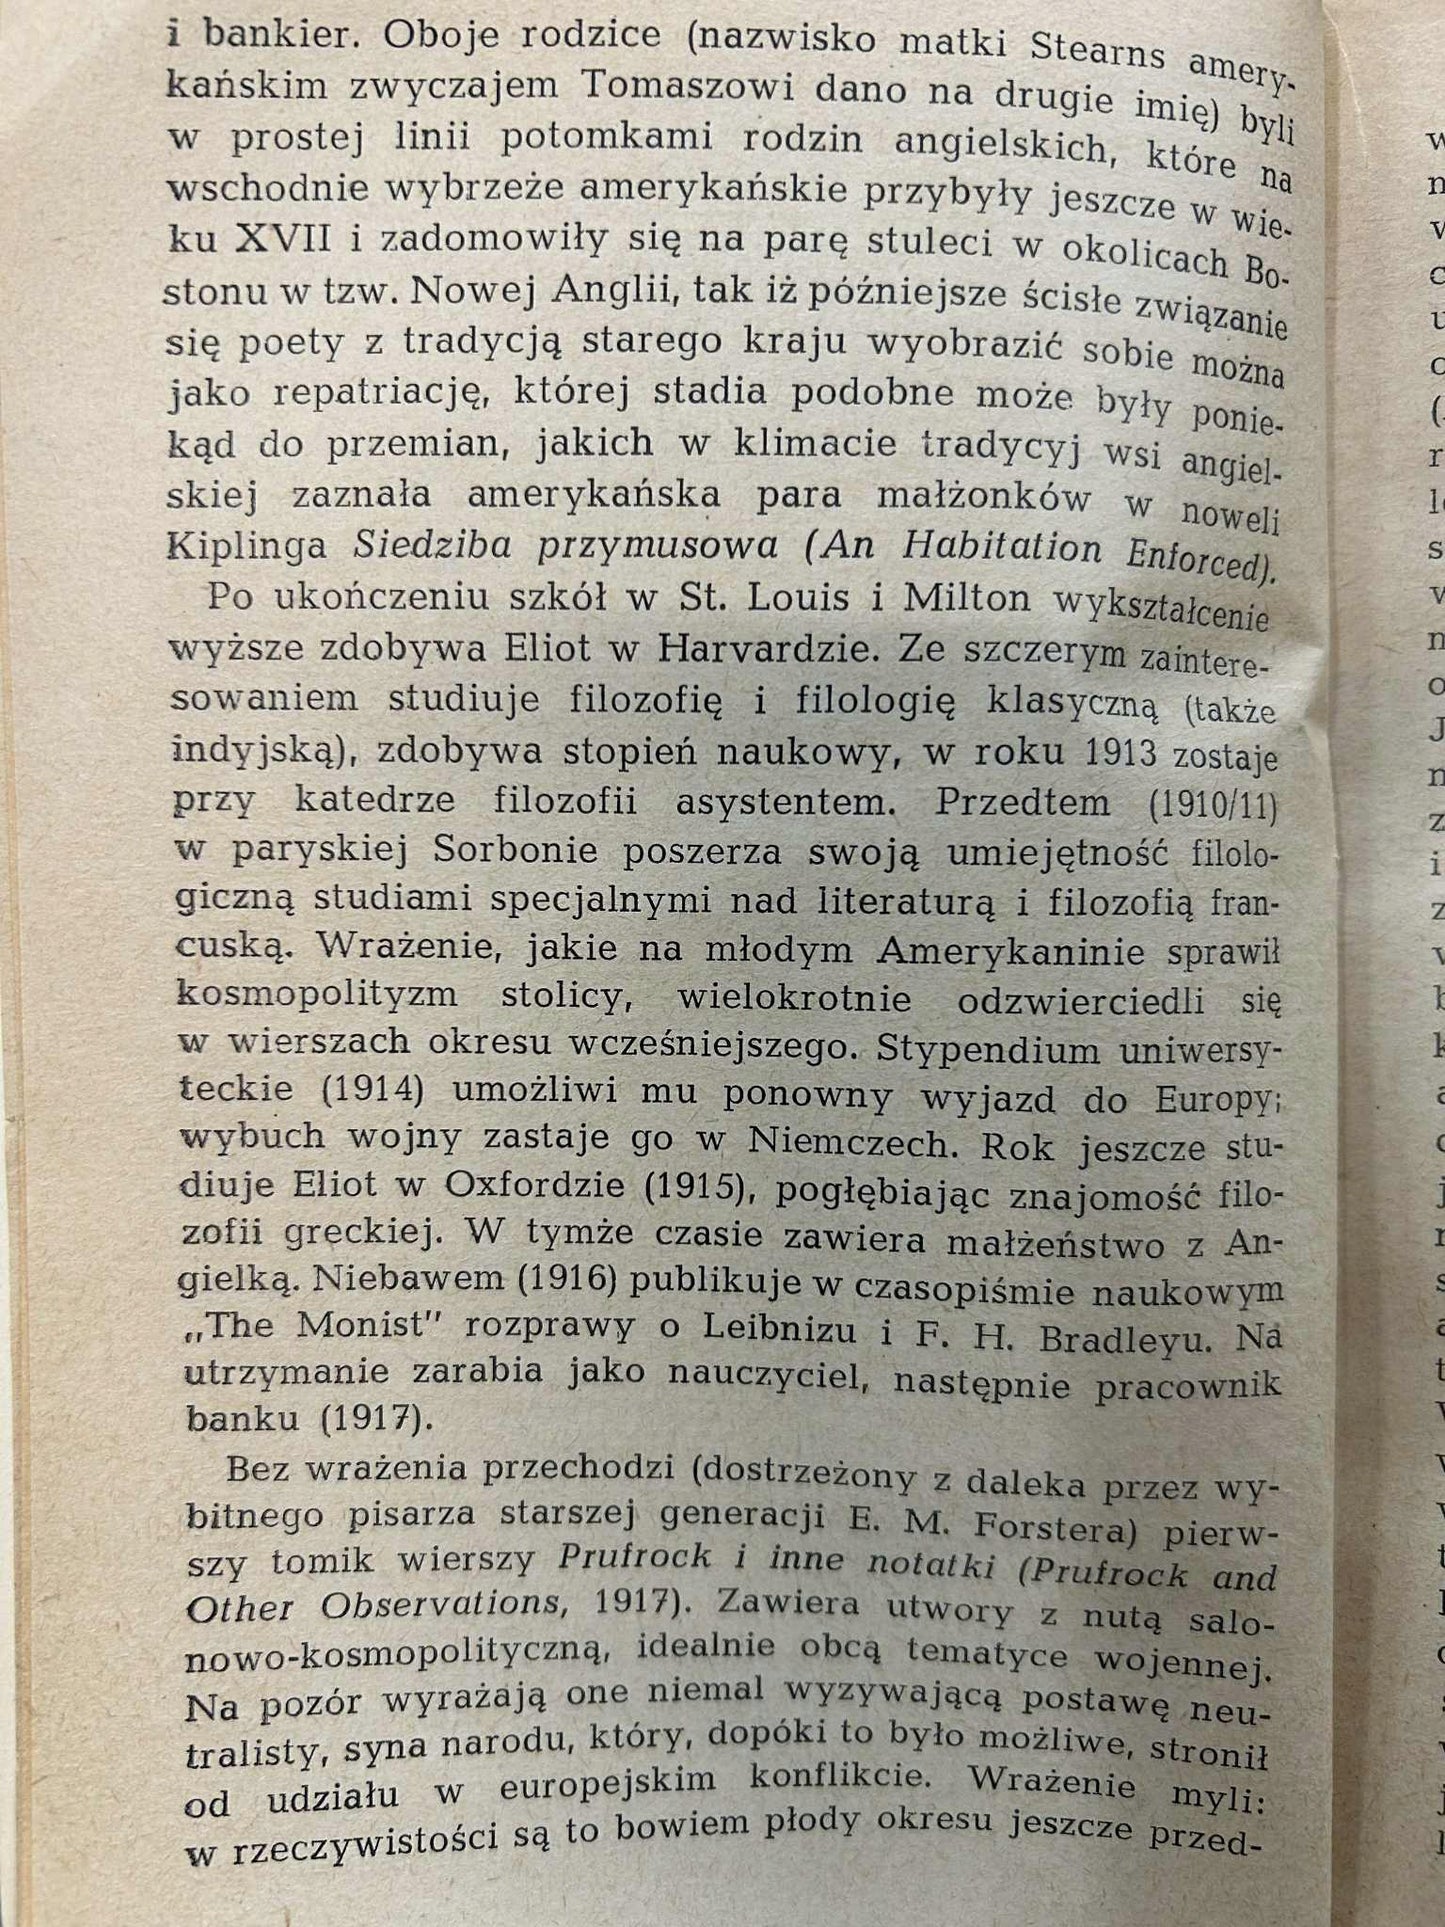 i bankier. Oboje rodzice (nazwisko matki Stearns amery-
kańskim zwyczajem Tomaszowi dano na drugie imię) byli
w prostej linii potomkami rodzin angielskich, które na
wschodnie wybrzeże amerykańskie przybyły jeszcze w wie-
ku XVII i zadomowiły się na parę stuleci w okolicach Bo-
stonu w tzw. Nowej Anglii, tak iż późniejsze ścisłe związanie
się poety z tradycją starego kraju wyobrazić sobie można
jako repatriację, której stadia podobne może były ponie-
kąd do przemian, jakich w klimacie tradycyj wsi angiel-
skiej zaznała amerykańska para małżonków w noweli
Kiplinga Siedziba przymusowa (An Habitation Enforced).
Po ukończeniu szkół w St. Louis i Milton wykształcenie
wyższe zdobywa Eliot w Harvardzie. Ze szczerym zaintere-
sowaniem studiuje filozofię i filologię klasyczną (także
indyjską), zdobywa stopień naukowy, w roku 1913 zostaje
przy katedrze filozofii asystentem. Przedtem (1910/11)
w paryskiej Sorbonie poszerza swoją umiejętność filolo-
giczną studiami specjalnymi nad literaturą i filozofią fran-
cuską. Wrażenie, jakie na młodym Amerykaninie sprawił
kosmopolityzm stolicy, wielokrotnie odzwierciedli się
w wierszach okresu wcześniejszego. Stypendium uniwersy-
teckie (1914) umożliwi mu ponowny wyjazd do Europy;
wybuch wojny zastaje go w Niemczech. Rok jeszcze stu-
diuje Eliot w Oxfordzie (1915), pogłębiając znajomość filo-
zofii greckiej. W tymże czasie zawiera małżeństwo z An-
gielką. Niebawem (1916) publikuje w czasopiśmie naukowym
„The Monist" rozprawy o Leibnizu i F. H. Bradleyu. Na
utrzymanie zarabia jako nauczyciel, następnie pracownik
banku (1917).
Bez wrażenia przechodzi (dostrzeżony z daleka przez wy-
bitnego pisarza starszej generacji E. M. Forstera) pierw-
szy tomik wierszy Prufrock i inne notatki (Prufrock and
Other Observations, 1917). Zawiera utwory z nutą salo-
nowo-kosmopolityczną, idealnie obcą tematyce wojennej.
Na pozór wyrażają one niemal wyzywającą postawę neu-
tralisty, syna narodu, który, dopóki to było możliwe, stronił
od udziału w europejskim konflikcie. Wrażenie myli:
w rzeczywistości są to bowiem płody okresu jeszcze przed-